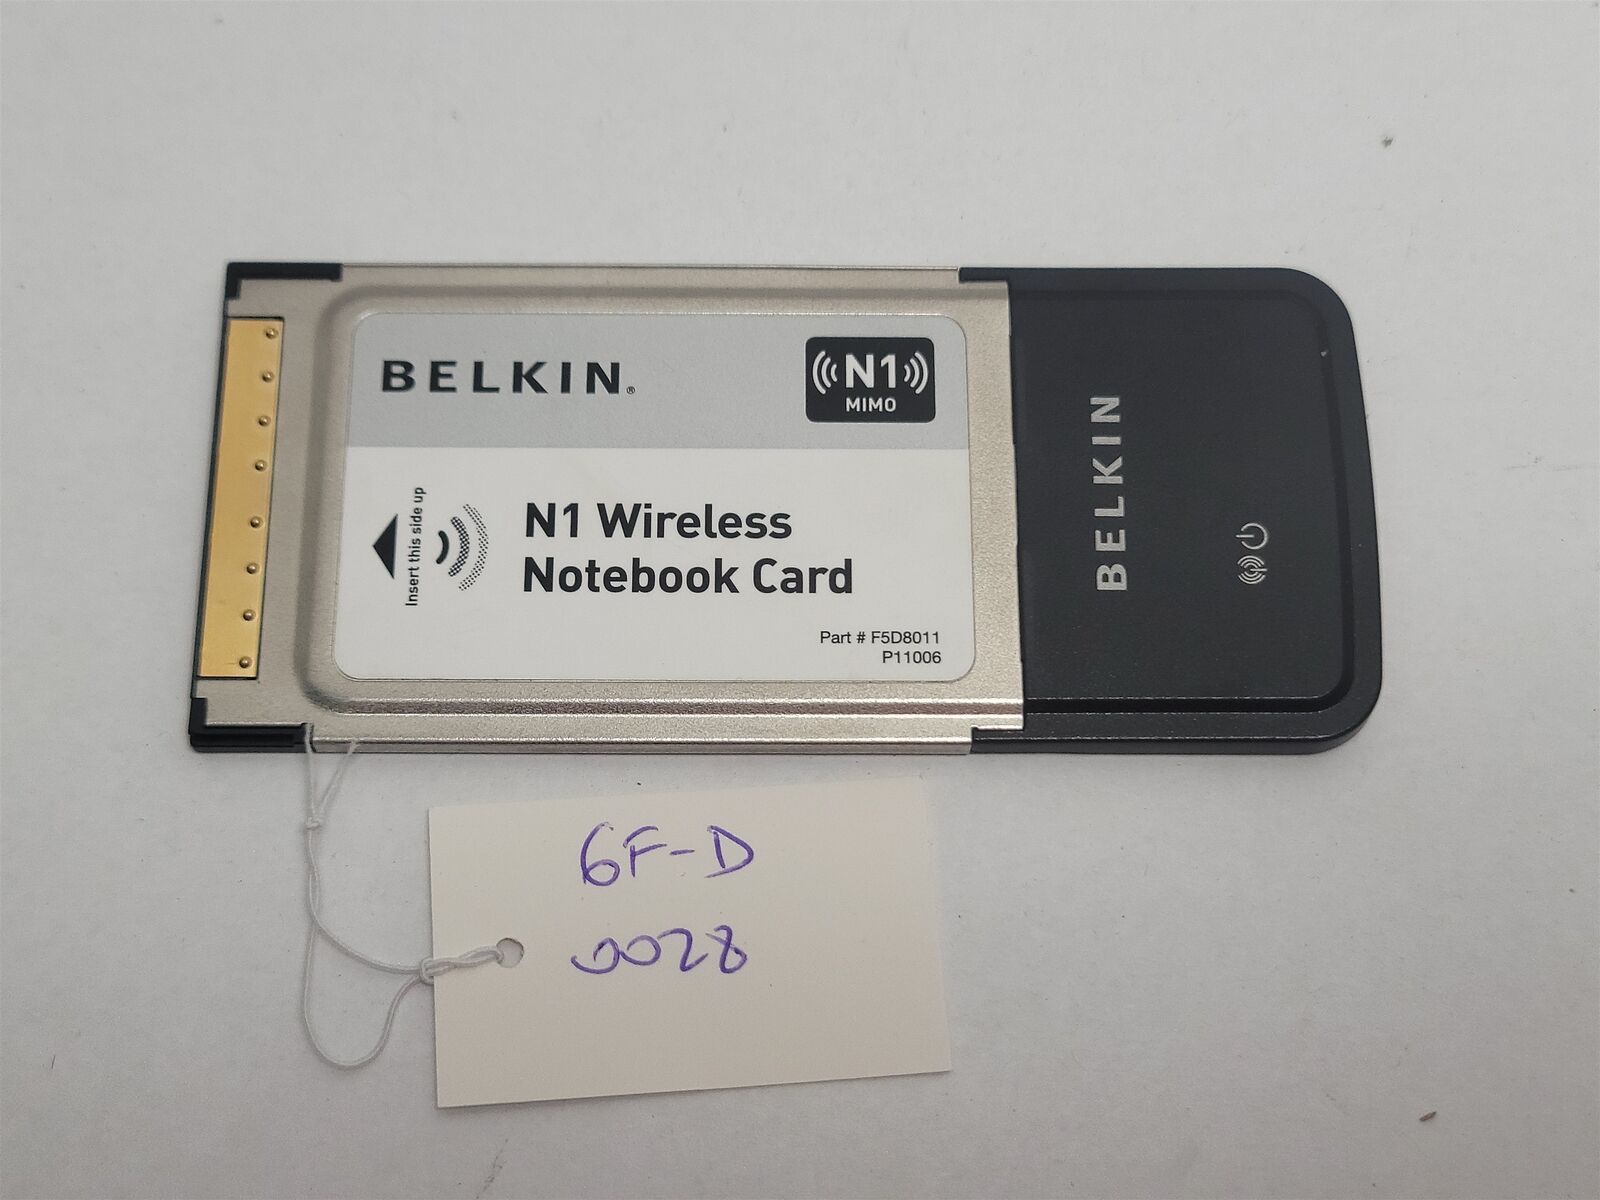 BELKIN®
N1
MIMO
Insert this side up
N1 Wireless
Notebook Card
Part # F5D8011
P11006
BELKIN
6F-D
0028